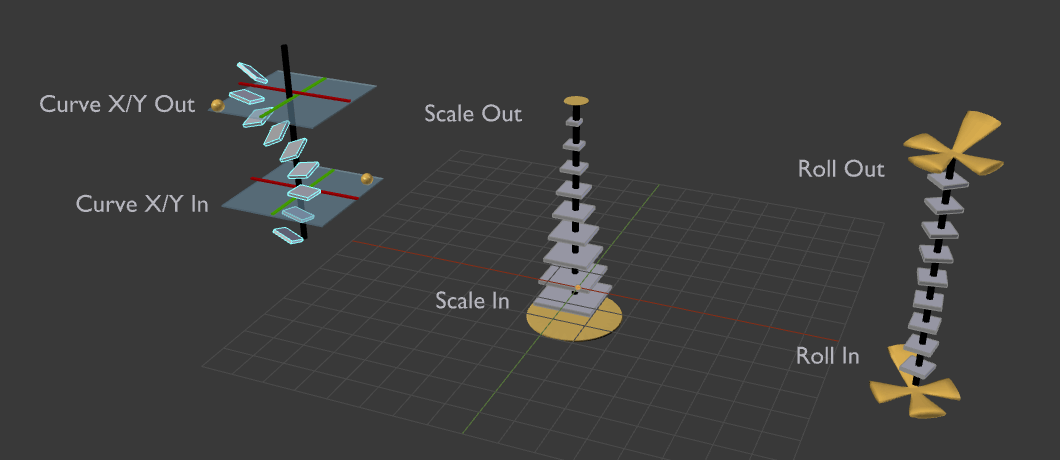 Curve X/Y Out
Curve X/Y In
Scale Out
Scale In
Roll Out
Roll In